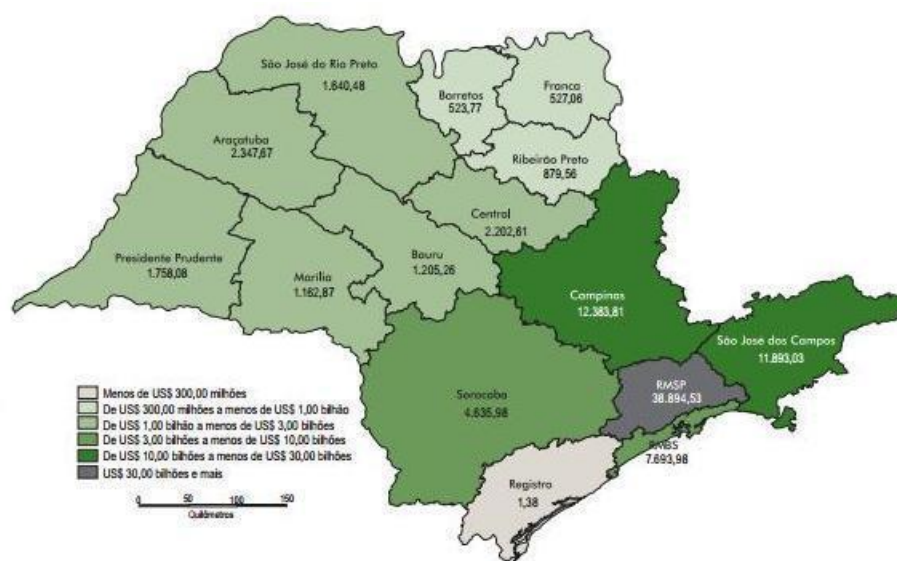 São José do Rio Preto
1.640,48
Barretos
523,77
Franca
527,06
Araçatuba
2.347,67
Ribeirão Preto
879,56
Central
2.202,61
Presidente Prudente
1.758,08
Marília
1.162,87
Bauru
1.205,26
Campinas
12.383,81
São José dos Campos
11.893,03
Sorocaba
4.635,98
RMSP
38.894,53
RMBS
7.693,98
Registro
1,38
Menos de US$ 300,00 milhões
De US$ 300,00 milhões a menos de US$ 1,00 bilhão
De US$ 1,00 bilhão a menos de US$ 3,00 bilhões
De US$ 3,00 bilhões a menos de US$ 10,00 bilhões
De US$ 10,00 bilhões a menos de US$ 30,00 bilhões
US$ 30,00 bilhões e mais
0 50 100 150
Quilômetros